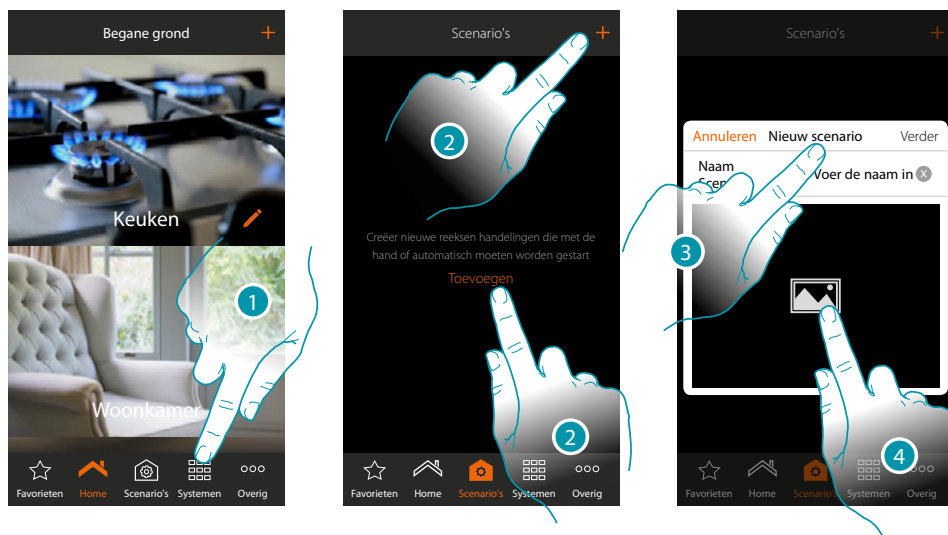 Begane grond
Keuken
1
Woonkamer
Favorieten Home Scenario's Systemen Overig
Scenario's
2
Creëer nieuwe reeksen handelingen die met de
hand of automatisch moeten worden gestart
Toevoegen
2
Favorieten Home Scenario's Systemen Overig
Scenario's
Annuleren Nieuw scenario Verder
Naam
Voer de naam in X
3
4
Favorieten Home Scenario's Systemen Overig